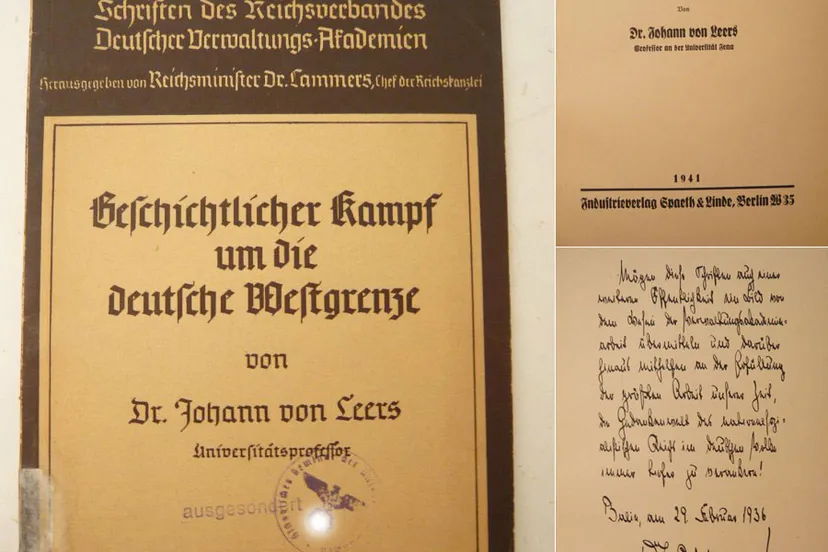 Schriften des Reichsverbandes
Deutscher Verwaltungs-Akademien
Herausgegeben von Reichsminister Dr. Lammers, Chef der Reichskanzlei
Geschichtlicher Kampf
um die
deutsche Westgrenze
von
Dr. Johann von Leers
Universitätsprofessor
ausgesondert
Von
Dr. Johann von Leers
Professor an der Universität Jena
1941
Industrieverlag Spaeth & Linde, Berlin W 35
Mögen diese Schriften auch einer
weiteren Öffentlichkeit ein Bild von
dem Wesen der Verwaltungsakademie-
arbeit übermitteln und darüber
hinaus mithelfen an der Erfüllung
der größten Arbeit unserer Zeit,
die Gedankenwelt des nationalsozi-
alistischen Reichs im deutschen Volke
immer tiefer zu verankern!
Berlin, am 29. Februar 1936